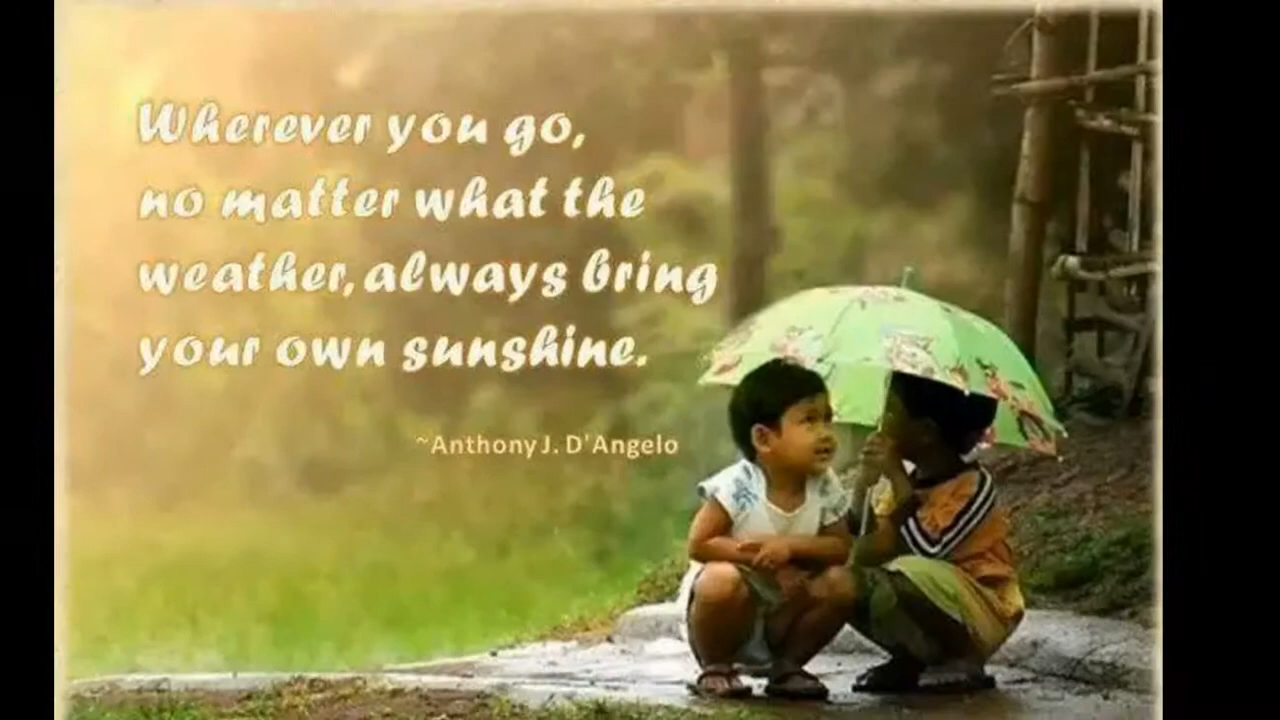 Wherever you go,
no matter what the
weather, always bring
your own sunshine.
~Anthony J. D'Angelo